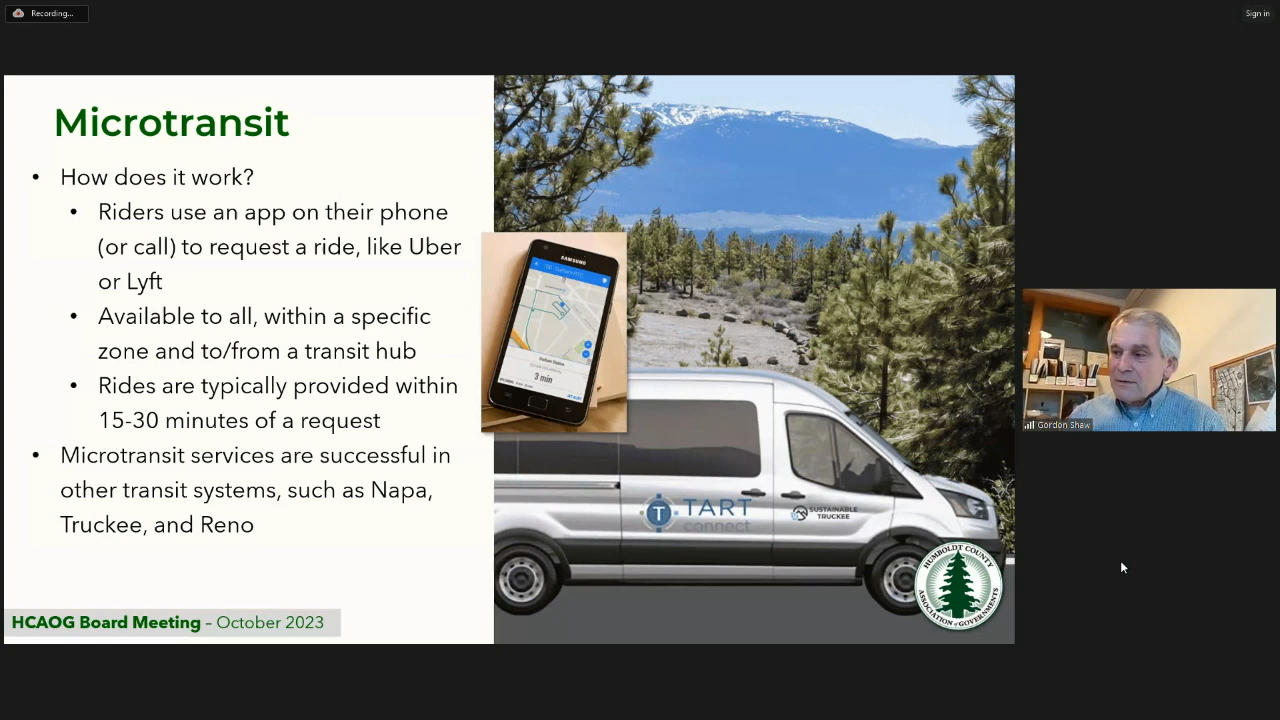 Recording...
Sign in
Microtransit
• How does it work?
• Riders use an app on their phone
(or call) to request a ride, like Uber
or Lyft
• Available to all, within a specific
zone and to/from a transit hub
• Rides are typically provided within
15-30 minutes of a request
• Microtransit services are successful in
other transit systems, such as Napa,
Truckee, and Reno
HCAOG Board Meeting – October 2023
SAMSUNG
3 min
T TART
connect
SUSTAINABLE
TRUCKEE
HUMBOLDT COUNTY
ASSOCIATION of GOVERNMENTS
Gordon Shaw